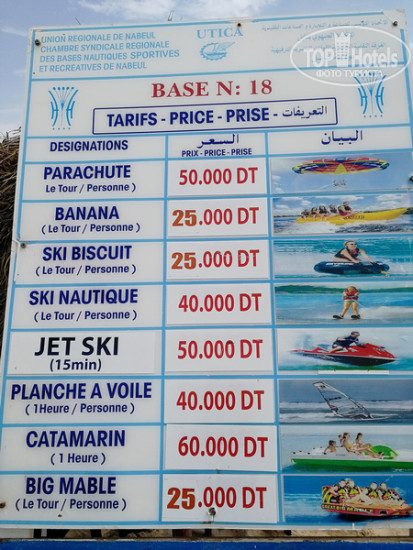 UNION REGIONALE DE NABEUL
CHAMBRE SYNDICALE REGIONALE
DES BASES NAUTIQUES SPORTIVES
ET RECREATIVES DE NABEUL
UTICA
TOPHotels
ФОТО ТУРИСТА
BASE N: 18
TARIFS - PRICE - PRISE - التعريفات
DESIGNATIONS
السعر
PRIX - PRICE - PRISE
البيان
PARACHUTE
(Le Tour / Personne)
50.000 DT
BANANA
(Le Tour / Personne)
25.000 DT
SKI BISCUIT
(Le Tour / Personne)
25.000 DT
SKI NAUTIQUE
(Le Tour / Personne)
40.000 DT
JET SKI
(15min)
50.000 DT
PLANCHE A VOILE
(1Heure / Personne)
40.000 DT
CATAMARIN
(1 Heure)
60.000 DT
BIG MABLE
(Le Tour / Personne)
25.000 DT